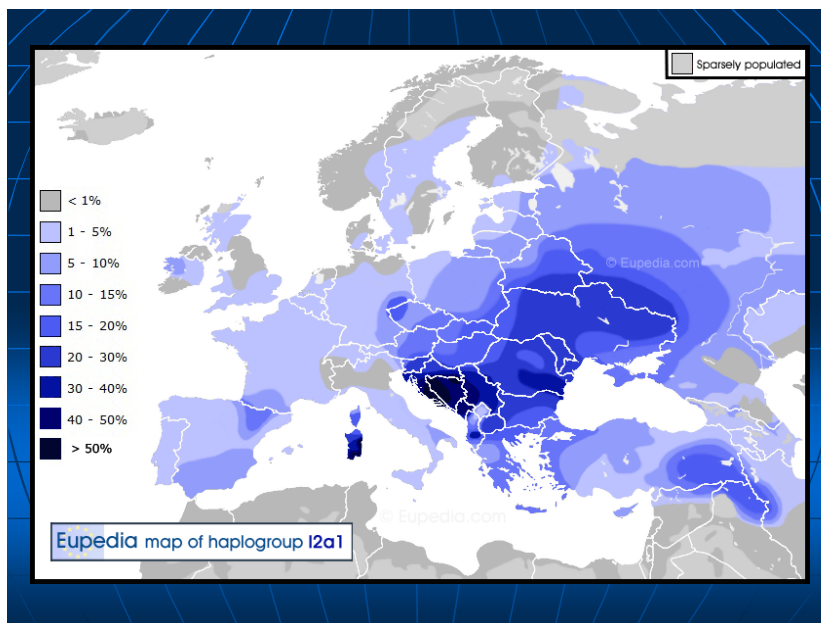 Sparsely populated
< 1%
1 - 5%
5 - 10%
10 - 15%
15 - 20%
20 - 30%
30 - 40%
40 - 50%
> 50%
© Eupedia.com
© Eupedia.com
Eupedia map of haplogroup I2a1